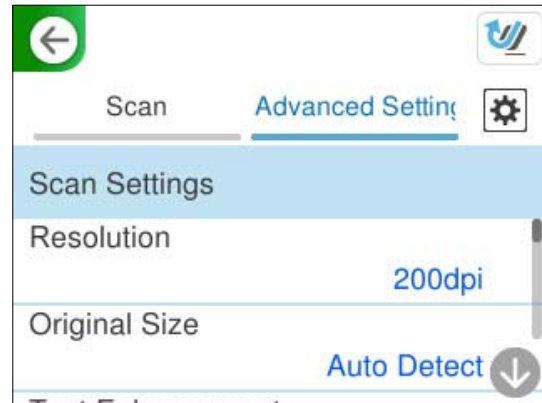 Scan Advanced Setting
Scan Settings
Resolution
200dpi
Original Size
Auto Detect